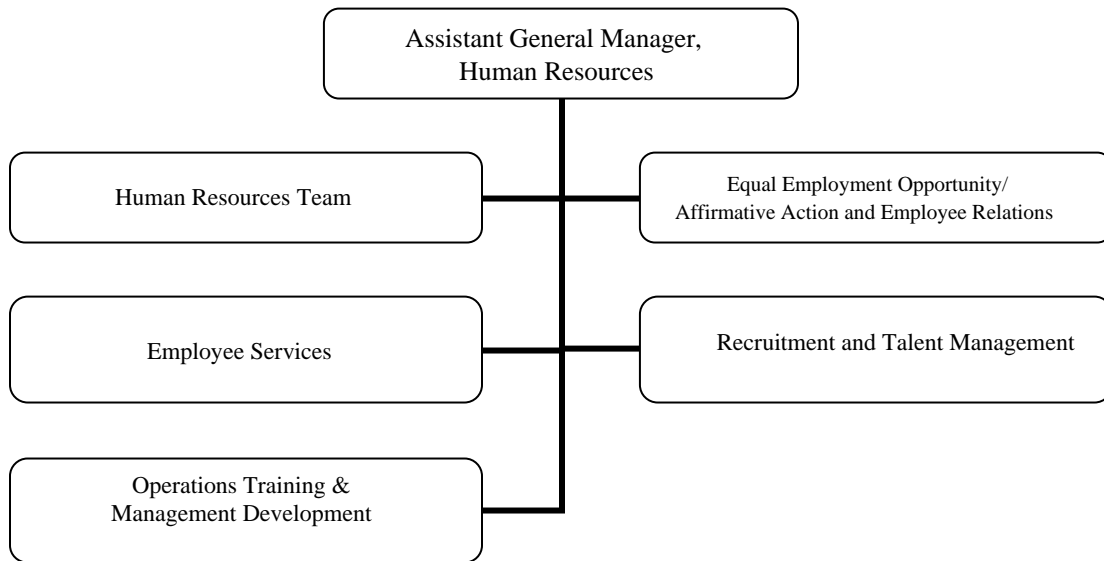 Assistant General Manager,
Human Resources
Human Resources Team
Equal Employment Opportunity/
Affirmative Action and Employee Relations
Employee Services
Recruitment and Talent Management
Operations Training &
Management Development